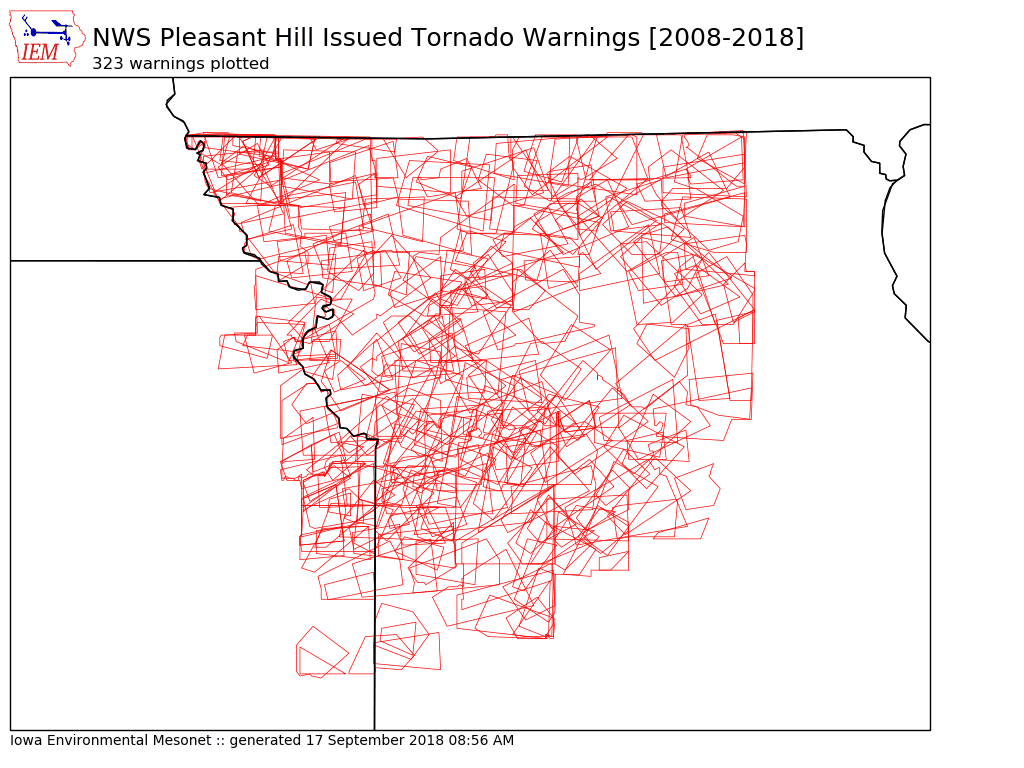 IEM
NWS Pleasant Hill Issued Tornado Warnings [2008-2018]
323 warnings plotted
Iowa Environmental Mesonet :: generated 17 September 2018 08:56 AM